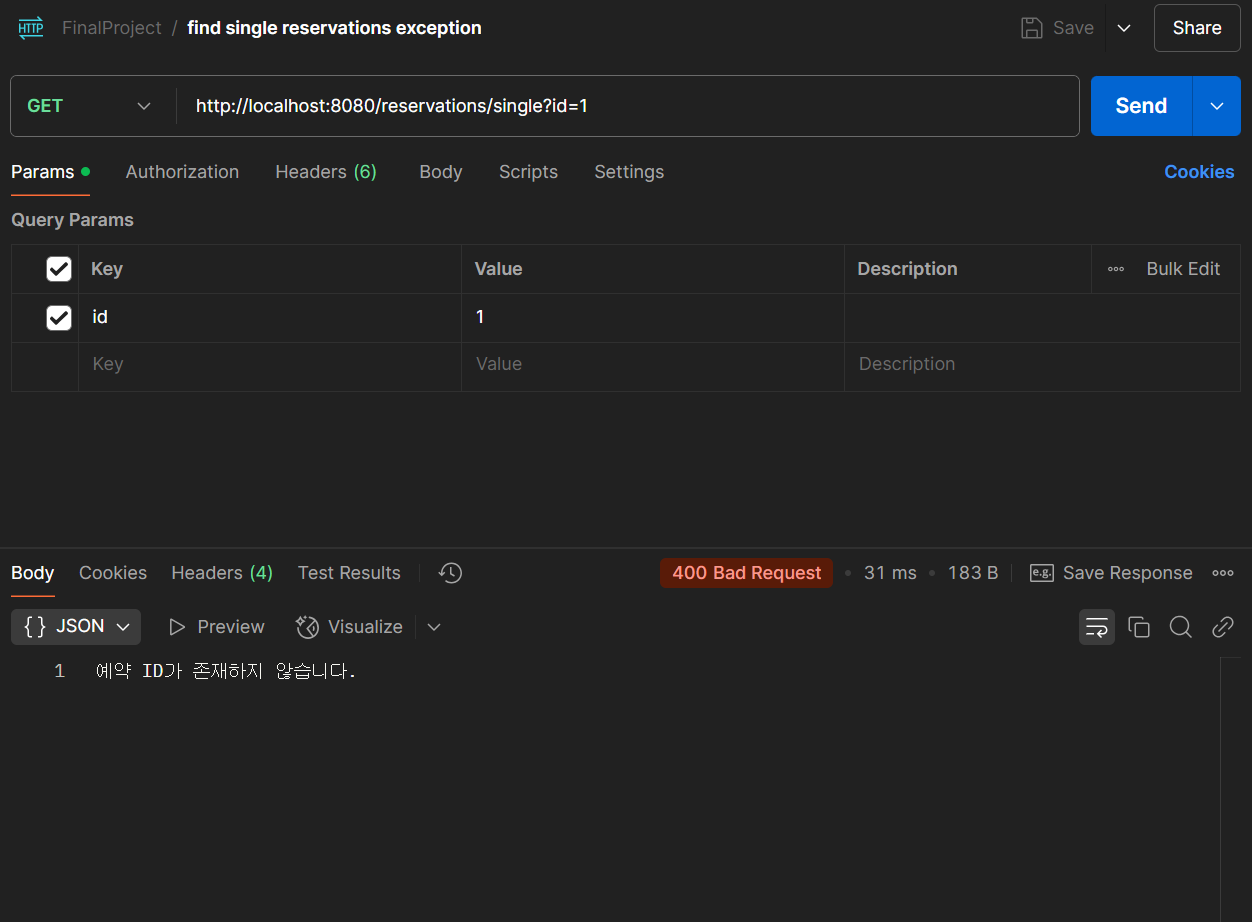 HTTP FinalProject / find single reservations exception Save Share
GET http://localhost:8080/reservations/single?id=1 Send
Params Authorization Headers (6) Body Scripts Settings Cookies
Query Params
Key Value Description Bulk Edit
id 1
Key Value Description
Body Cookies Headers (4) Test Results 400 Bad Request • 31 ms • 183 B e.g. Save Response
{} JSON Preview Visualize
1 예약 ID가 존재하지 않습니다.